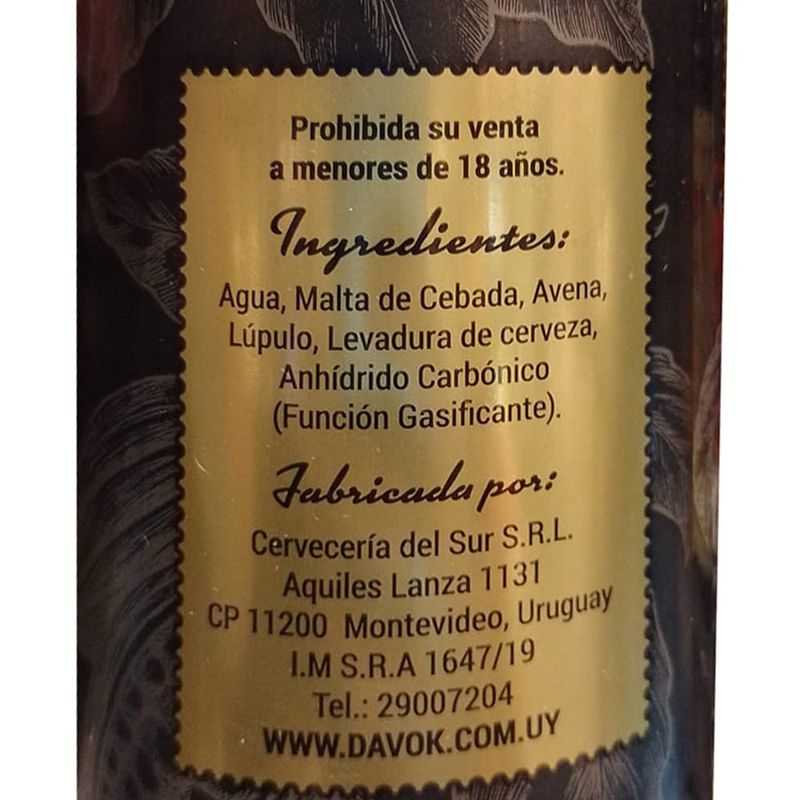 Prohibida su venta
a menores de 18 años.
Ingredientes:
Agua, Malta de Cebada, Avena,
Lúpulo, Levadura de cerveza,
Anhídrido Carbónico
(Función Gasificante).
Fabricada por:
Cervecería del Sur S.R.L.
Aquiles Lanza 1131
CP 11200 Montevideo, Uruguay
I.M S.R.A 1647/19
Tel.: 29007204
WWW.DAVOK.COM.UY